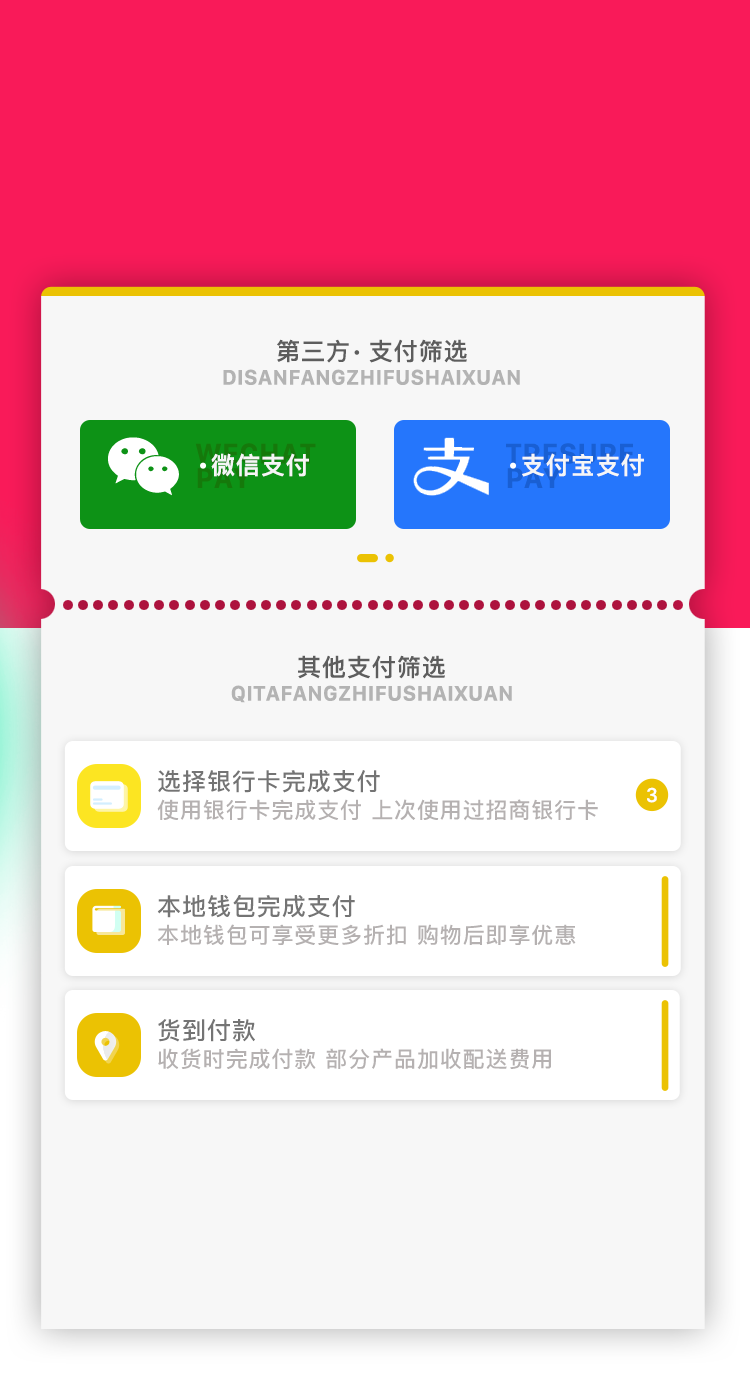 第三方· 支付筛选
DISANFANGZHIFUSHAIXUAN
WECHAT
·微信支付
PAY
TRESURE
·支付宝支付
PAY
其他支付筛选
QITAFANGZHIFUSHAIXUAN
选择银行卡完成支付
使用银行卡完成支付 上次使用过招商银行卡
3
本地钱包完成支付
本地钱包可享受更多折扣 购物后即享优惠
货到付款
收货时完成付款 部分产品加收配送费用